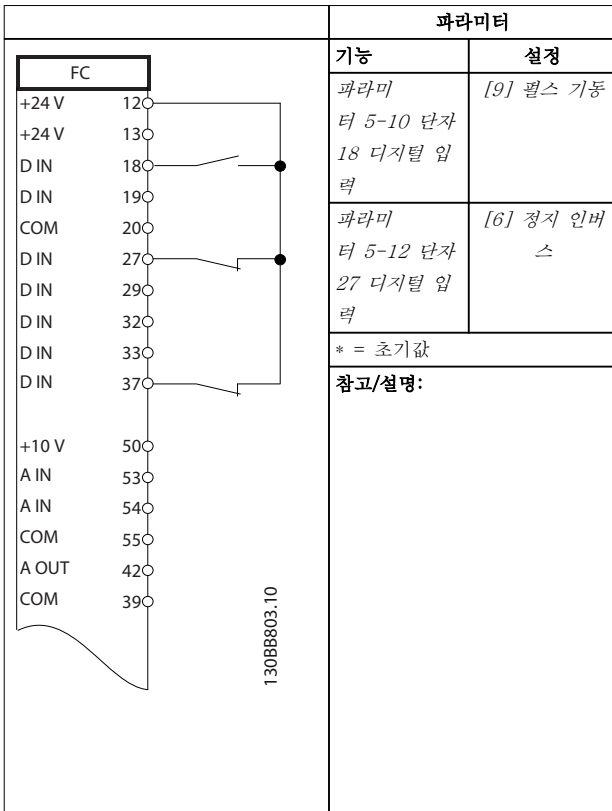 파라미터
기능 설정
파라미
터 5-10 단자
18 디지털 입
력
[9] 펄스 기동
파라미
터 5-12 단자
27 디지털 입
력
[6] 정지 인버
스
* = 초기값
참고/설명:
FC
+24 V 12
+24 V 13
D IN 18
D IN 19
COM 20
D IN 27
D IN 29
D IN 32
D IN 33
D IN 37
+10 V 50
A IN 53
A IN 54
COM 55
A OUT 42
COM 39
130BB803.10